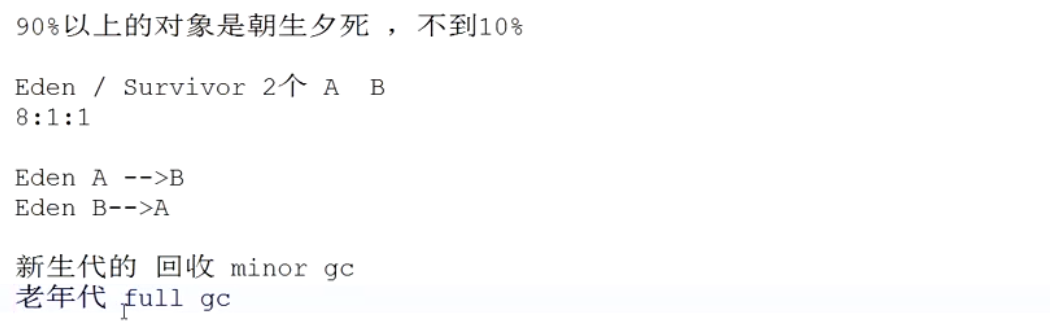 90%以上的对象是朝生夕死 ，不到10%
Eden / Survivor 2个 A  B
8:1:1
Eden A -->B
Eden B-->A
新生代的 回收 minor gc
老年代 full gc